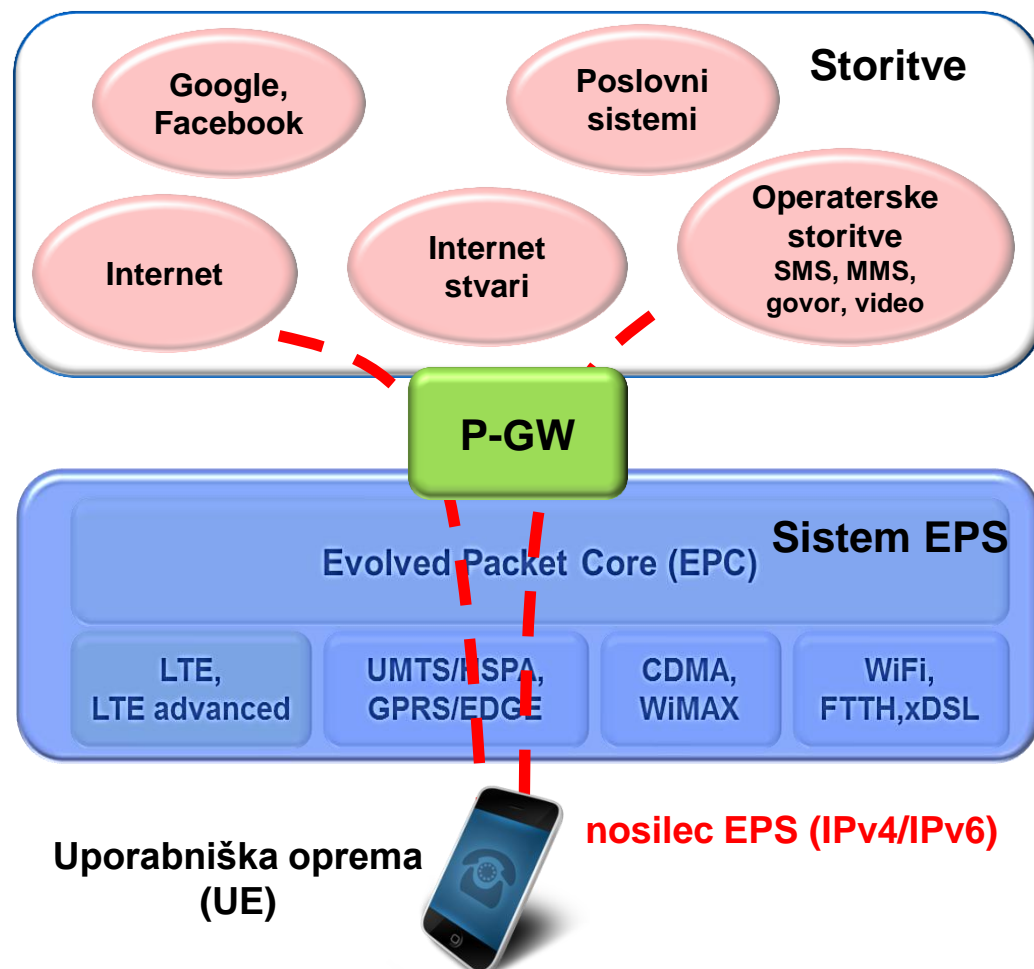 Storitve
Google,
Facebook
Poslovni
sistemi
Internet
Internet
stvari
Operaterske
storitve
SMS, MMS,
govor, video
P-GW
Sistem EPS
Evolved Packet Core (EPC)
LTE,
LTE advanced
UMTS/HSPA,
GPRS/EDGE
CDMA,
WiMAX
WiFi,
FTTH,xDSL
nosilec EPS (IPv4/IPv6)
Uporabniška oprema
(UE)